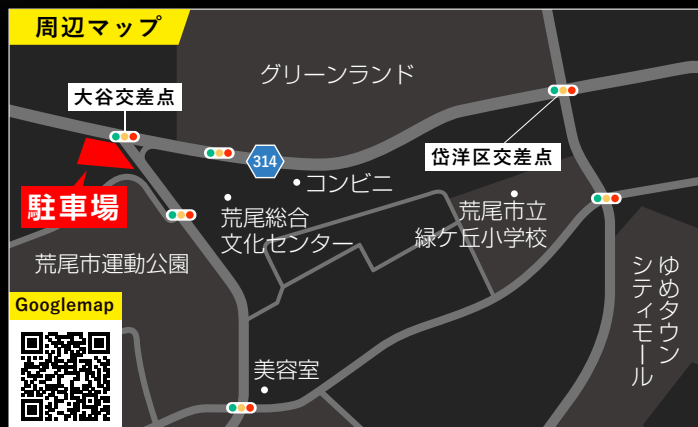 周辺マップ
グリーンランド
大谷交差点
314
岱洋区交差点
コンビニ
駐車場
荒尾総合
文化センター
荒尾市立
緑ケ丘小学校
荒尾市運動公園
ゆめタウン
シティモール
Googlemap
美容室